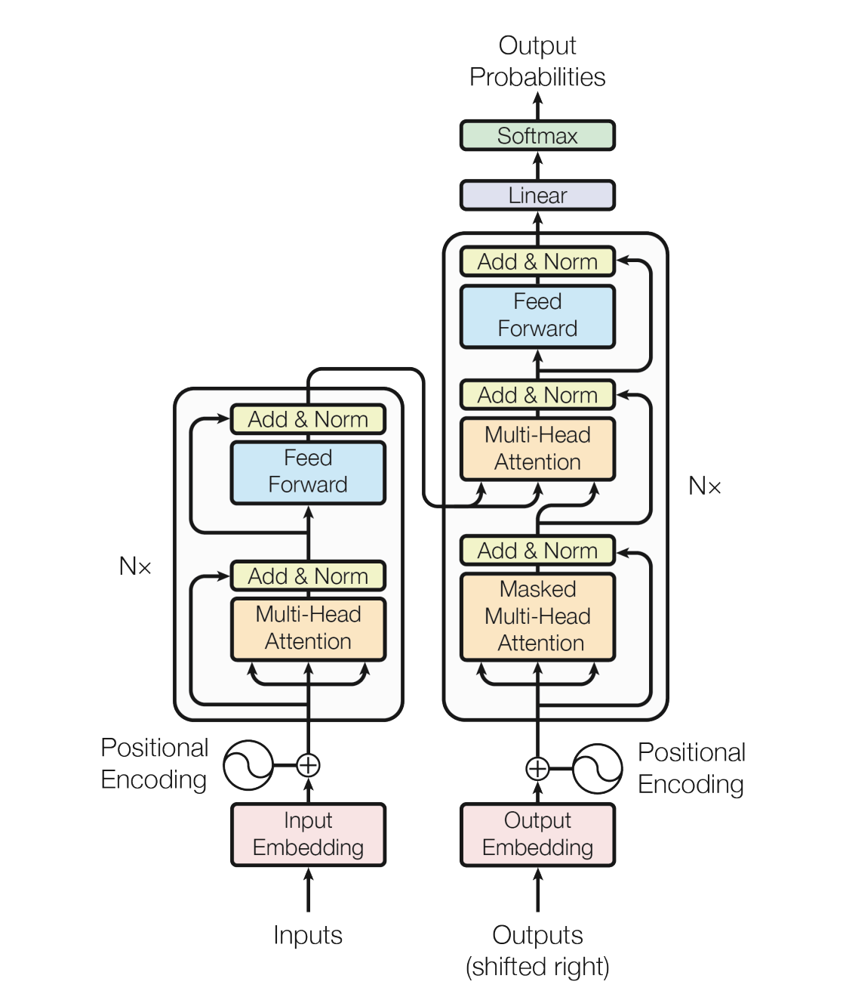 Output
Probabilities
Softmax
Linear
Add & Norm
Feed
Forward
Add & Norm
Multi-Head
Attention
N×
Add & Norm
Masked
Multi-Head
Attention
Add & Norm
Feed
Forward
N×
Add & Norm
Multi-Head
Attention
Positional
Encoding
Positional
Encoding
Input
Embedding
Output
Embedding
Inputs
Outputs
(shifted right)